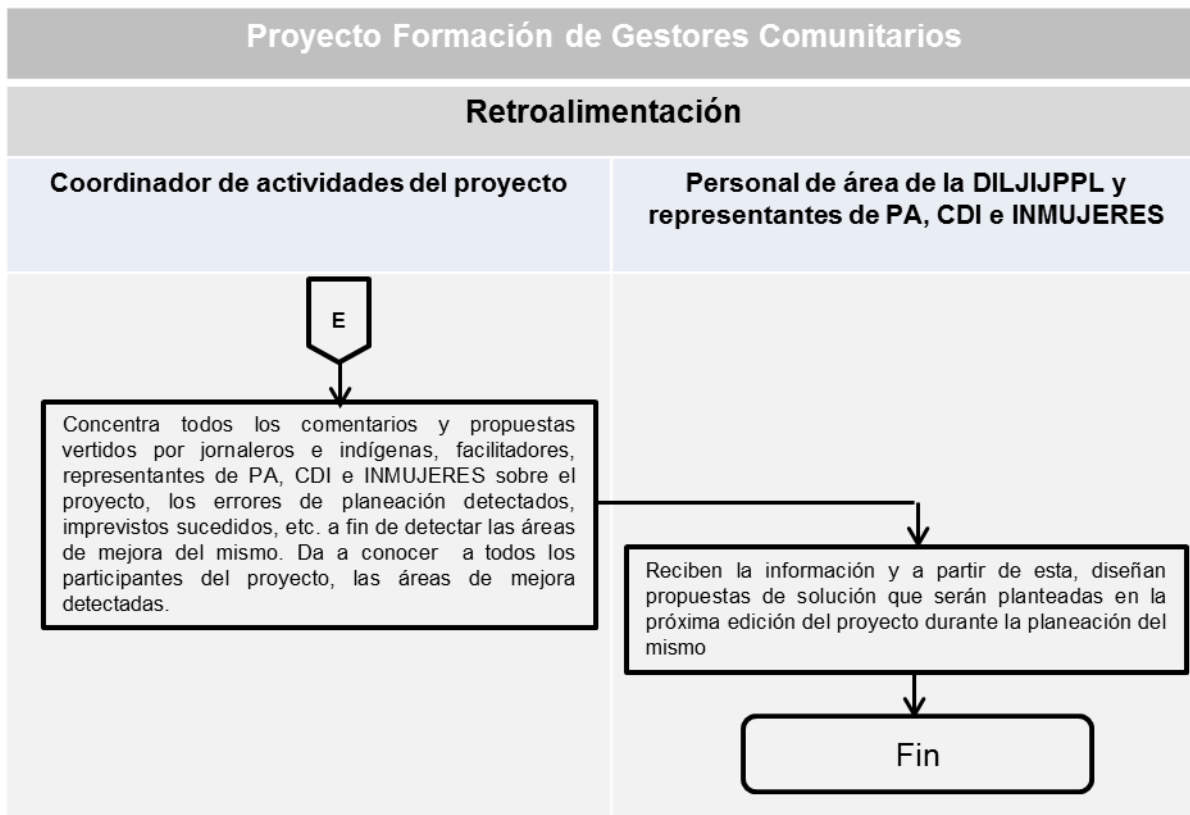 Proyecto Formación de Gestores Comunitarios
Retroalimentación
Coordinador de actividades del proyecto
Personal de área de la DILJIJPPL y
representantes de PA, CDI e INMUJERES
E
Concentra todos los comentarios y propuestas
vertidos por jornaleros e indígenas, facilitadores,
representantes de PA, CDI e INMUJERES sobre el
proyecto, los errores de planeación detectados,
imprevistos sucedidos, etc. a fin de detectar las áreas
de mejora del mismo. Da a conocer a todos los
participantes del proyecto, las áreas de mejora
detectadas.
Reciben la información y a partir de esta, diseñan
propuestas de solución que serán planteadas en la
próxima edición del proyecto durante la planeación del
mismo
Fin